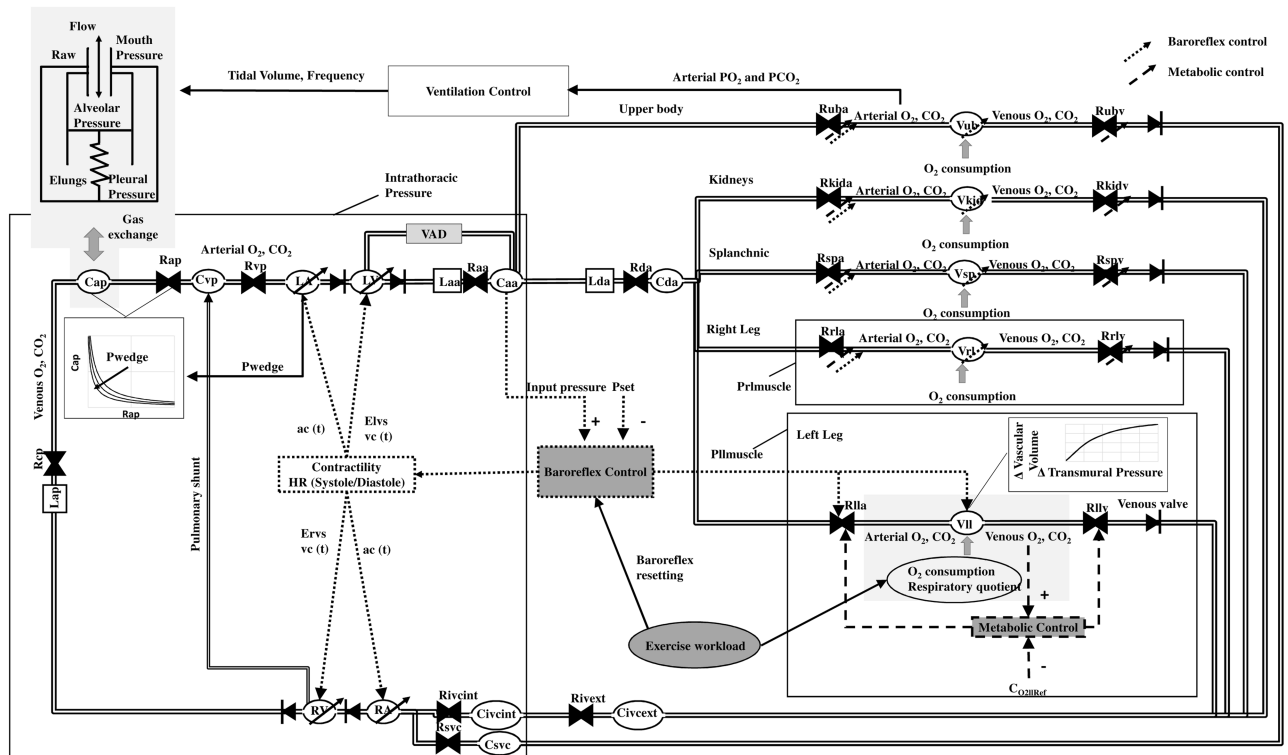 Flow
Raw
Mouth
Pressure
Alveolar
Pressure
Elungs
Pleural
Pressure
Gas
exchange
Tidal Volume, Frequency
Ventilation Control
Arterial PO2 and PCO2
Upper body
Baroreflex control
Metabolic control
Ruba
Arterial O2, CO2
Vub
Venous O2, CO2
Rubv
O2 consumption
Kidneys
Rkida
Arterial O2, CO2
Vkid
Venous O2, CO2
Rkidv
O2 consumption
Splanchnic
Rspa
Arterial O2, CO2
Vsp
Venous O2, CO2
Rspv
O2 consumption
Right Leg
Rrla
Arterial O2, CO2
Vrl
Venous O2, CO2
Rrlv
O2 consumption
Prlmuscle
Intrathoracic
Pressure
VAD
Cap
Rap
Arterial O2, CO2
Cvp
Rvp
LA
LV
Laa
Raa
Caa
Lda
Rda
Cda
Venous O2, CO2
Cap
Pwedge
Rap
Pwedge
Rcp
Lap
Pulmonary shunt
Input pressure
Pset
+
-
ac (t)
Elvs
vc (t)
Contractility
HR (Systole/Diastole)
Baroreflex Control
Ervs
vc (t)
ac (t)
Baroreflex
resetting
Exercise workload
Left Leg
Pllmuscle
Δ Vascular
Volume
Δ Transmural Pressure
Rlla
Vll
Rllv
Venous valve
Arterial O2, CO2
Venous O2, CO2
O2 consumption
Respiratory quotient
+
Metabolic Control
-
CO2llRef
RV
RA
Rivcint
Civcint
Rivext
Civcext
Rsvc
Csvc